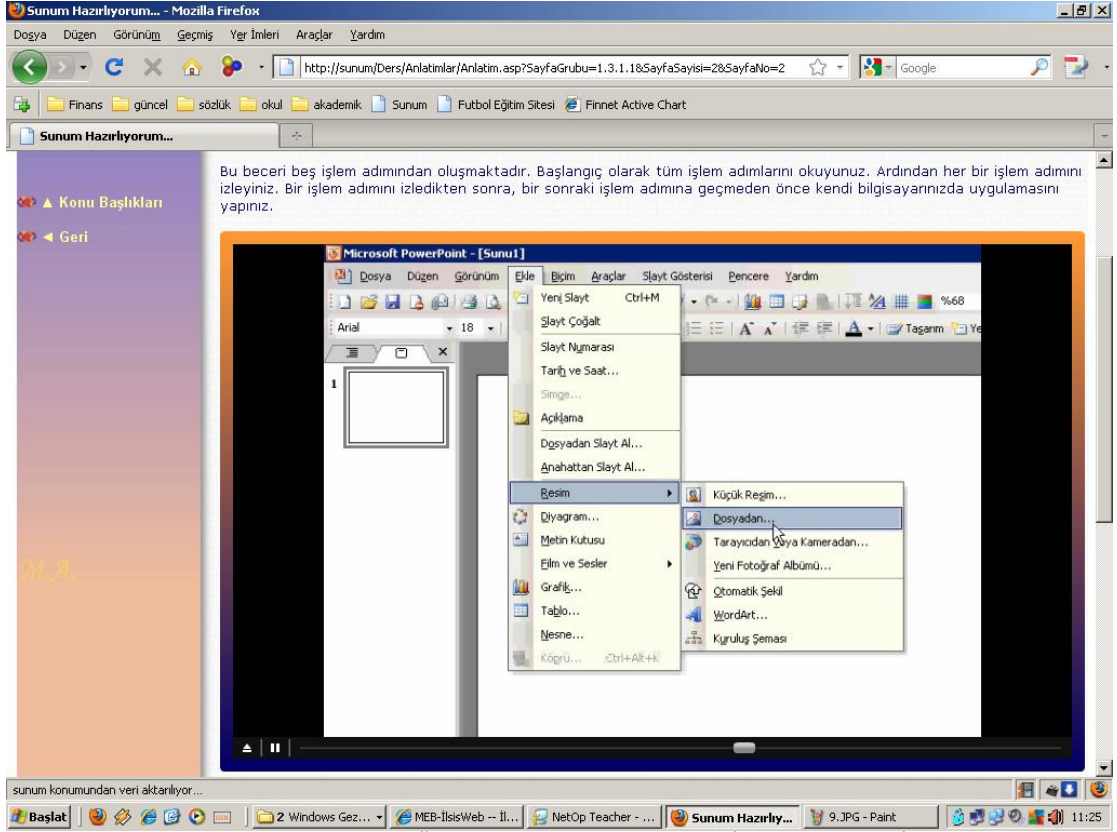 Sunum Hazırlıyorum... - Mozilla Firefox
Dosya Düzen Görünüm Geçmiş Yer İmleri Araçlar Yardım
http://sunum/Ders/Anlatimlar/Anlatim.asp?SayfaGrubu=1.3.1.1&SayfaSayisi=2&SayfaNo=2
Google
Finans güncel sözlük okul akademik Sunum Futbol Eğitim Sitesi Finnet Active Chart
Sunum Hazırlıyorum...
Bu beceri beş işlem adımından oluşmaktadır. Başlangıç olarak tüm işlem adımlarını okuyunuz. Ardından her bir işlem adımını
izleyiniz. Bir işlem adımını izledikten sonra, bir sonraki işlem adımına geçmeden önce kendi bilgisayarınızda uygulamasını
yapınız.
▲ Konu Başlıkları
◄ Geri
M.A.
Microsoft PowerPoint - [Sunu1]
Dosya Düzen Görünüm Ekle Biçim Araçlar Slayt Gösterisi Pencere Yardım
%68
Arial 18
Tasarım Ye
1
Yeni Slayt Ctrl+M
Slayt Çoğalt
Slayt Numarası
Tarih ve Saat...
Simge...
Açıklama
Dosyadan Slayt Al...
Anahattan Slayt Al...
Resim
Diyagram...
Metin Kutusu
Film ve Sesler
Grafik...
Tablo...
Nesne...
Köprü... Ctrl+Alt+K
Küçük Resim...
Dosyadan...
Tarayıcıdan veya Kameradan...
Yeni Fotoğraf Albümü...
Otomatik Şekil
WordArt...
Kuruluş Şeması
sunum konumundan veri aktarılıyor...
Başlat
2 Windows Gez...
MEB-İlsisWeb -- İl...
NetOp Teacher - ...
Sunum Hazırlıy...
9.JPG - Paint
11:25